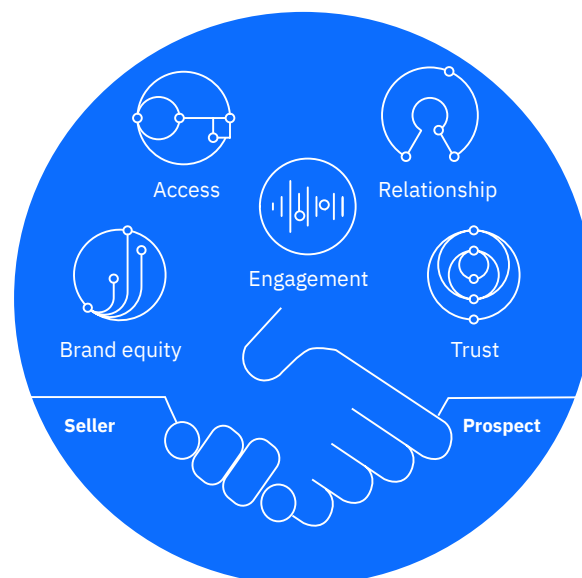 Access
Relationship
Engagement
Brand equity
Trust
Seller
Prospect